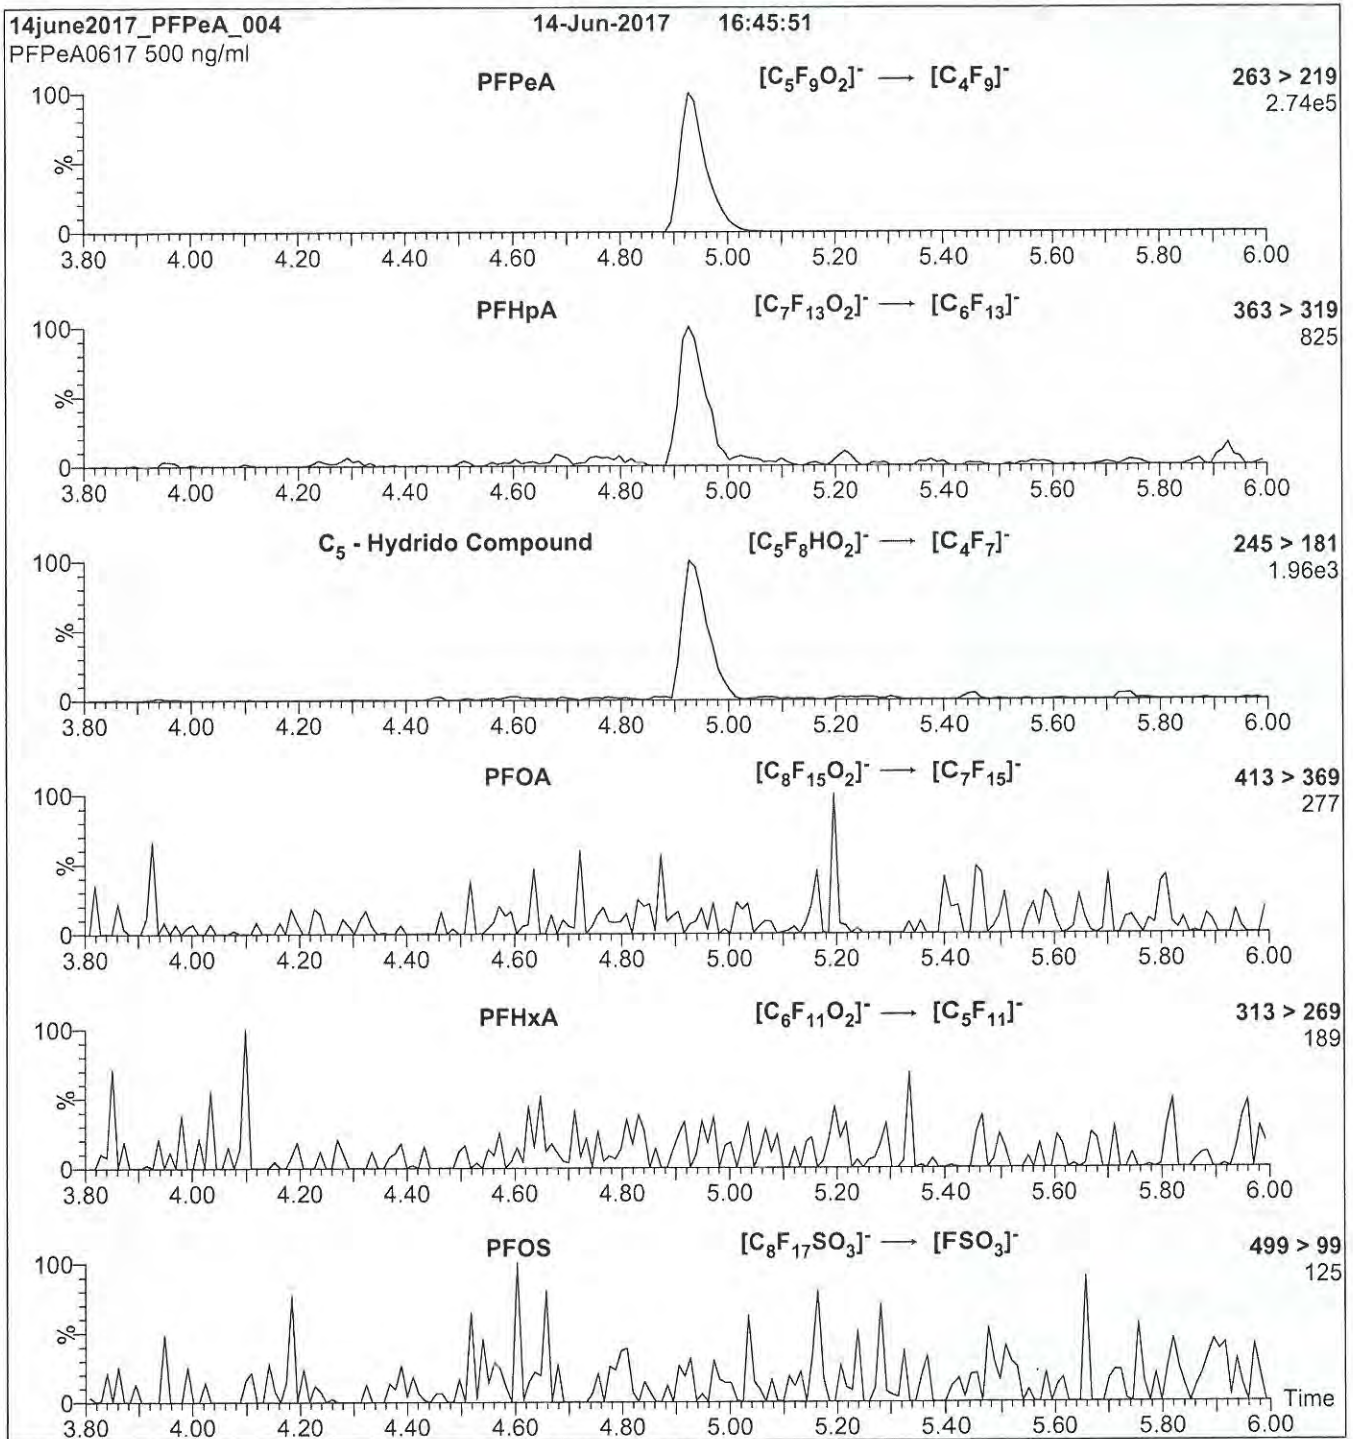 14june2017_PFPeA_004 14-Jun-2017 16:45:51
PFPeA0617 500 ng/ml
PFPeA [C₅F₉O₂]⁻ → [C₄F₉]⁻ 263 > 219
2.74e5
100
%
0
3.80 4.00 4.20 4.40 4.60 4.80 5.00 5.20 5.40 5.60 5.80 6.00
PFHpA [C₇F₁₃O₂]⁻ → [C₆F₁₃]⁻ 363 > 319
825
100
%
0
3.80 4.00 4.20 4.40 4.60 4.80 5.00 5.20 5.40 5.60 5.80 6.00
C₅ - Hydrido Compound [C₅F₈HO₂]⁻ → [C₄F₇]⁻ 245 > 181
1.96e3
100
%
0
3.80 4.00 4.20 4.40 4.60 4.80 5.00 5.20 5.40 5.60 5.80 6.00
PFOA [C₈F₁₅O₂]⁻ → [C₇F₁₅]⁻ 413 > 369
277
100
%
0
3.80 4.00 4.20 4.40 4.60 4.80 5.00 5.20 5.40 5.60 5.80 6.00
PFHxA [C₆F₁₁O₂]⁻ → [C₅F₁₁]⁻ 313 > 269
189
100
%
0
3.80 4.00 4.20 4.40 4.60 4.80 5.00 5.20 5.40 5.60 5.80 6.00
PFOS [C₈F₁₇SO₃]⁻ → [FSO₃]⁻ 499 > 99
125
100
%
0
Time
3.80 4.00 4.20 4.40 4.60 4.80 5.00 5.20 5.40 5.60 5.80 6.00